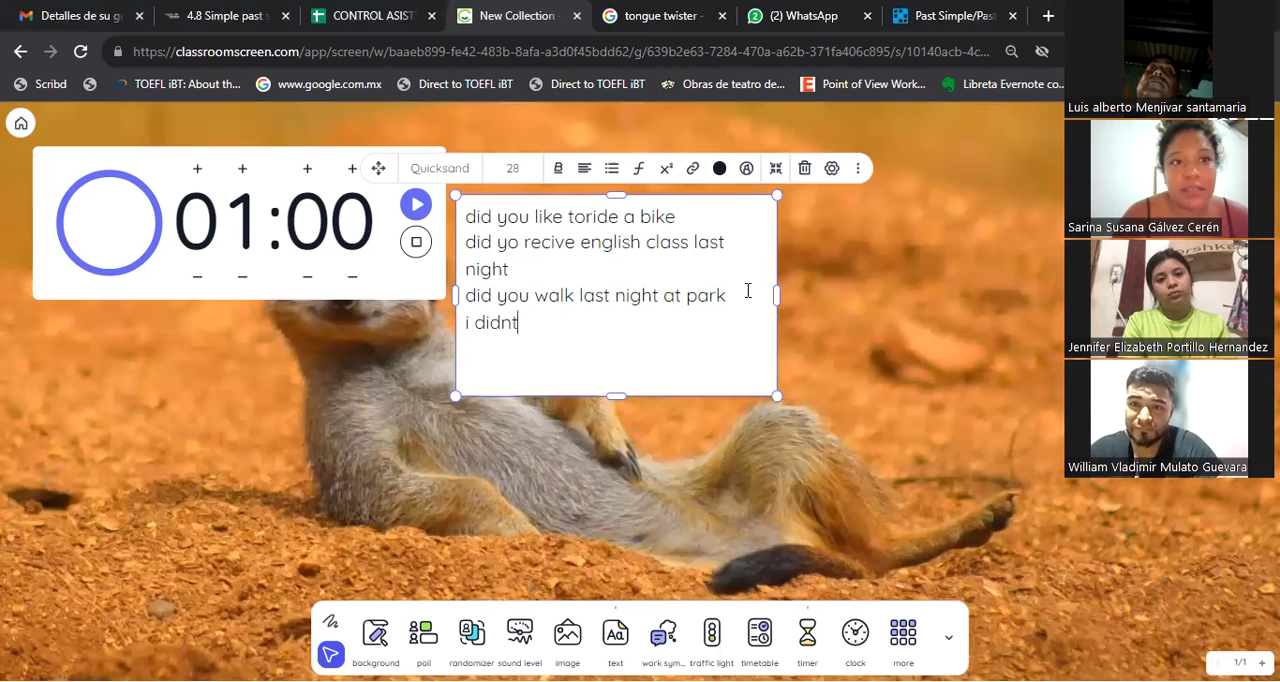 Detalles de su gr
4.8 Simple past s
CONTROL ASIST
New Collection -
tongue twister -
(2) WhatsApp
Past Simple/Past
https://classroomscreen.com/app/screen/w/baaeb899-fe42-483b-8afa-a3d0f45bdd62/g/639b2e63-7284-470a-a62b-371fa406c895/s/10140acb-4c...
Scribd
TOEFL iBT: About th...
www.google.com.mx
Direct to TOEFL iBT
Direct to TOEFL iBT
Obras de teatro de...
Point of View Work...
Libreta Evernote co...
Luis alberto Menjivar santamaria
Quicksand
28
01:00
did you like toride a bike
did yo recive english class last
night
did you walk last night at park
i didnt
Sarina Susana Gálvez Cerén
Jennifer Elizabeth Portillo Hernandez
William Vladimir Mulato Guevara
background
poll
randomizer
sound level
image
text
work sym...
traffic light
timetable
timer
clock
more
1/1